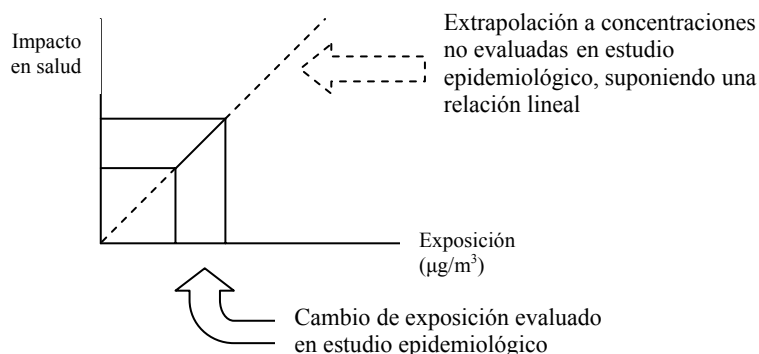 Impacto
en salud
Extrapolación a concentraciones
no evaluadas en estudio
epidemiológico, suponiendo una
relación lineal
Exposición
(μg/m³)
Cambio de exposición evaluado
en estudio epidemiológico